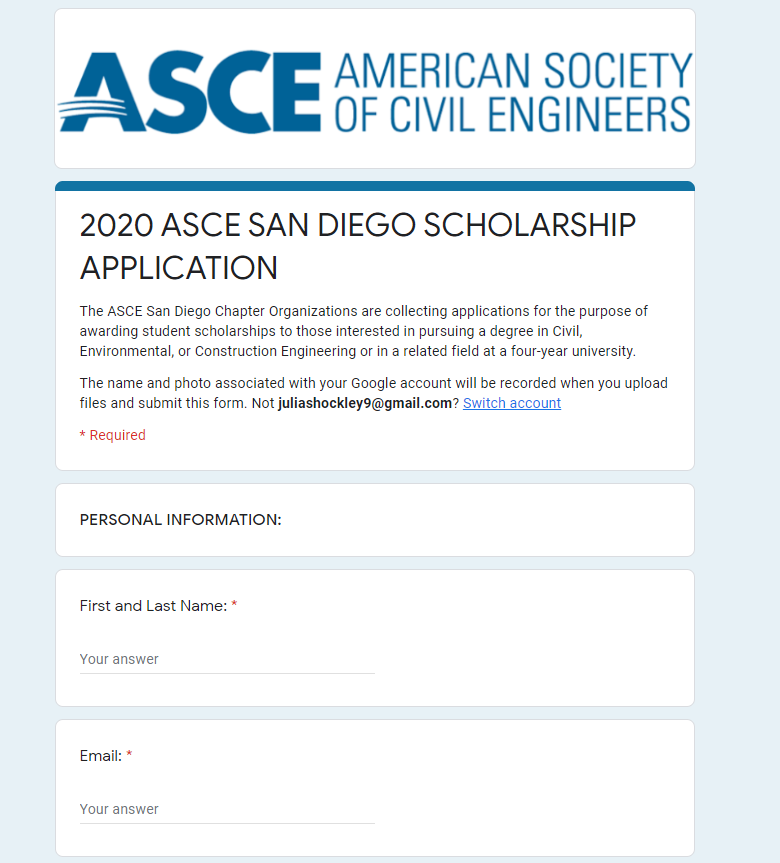 ASCE AMERICAN SOCIETY
OF CIVIL ENGINEERS
2020 ASCE SAN DIEGO SCHOLARSHIP
APPLICATION
The ASCE San Diego Chapter Organizations are collecting applications for the purpose of
awarding student scholarships to those interested in pursuing a degree in Civil,
Environmental, or Construction Engineering or in a related field at a four-year university.
The name and photo associated with your Google account will be recorded when you upload
files and submit this form. Not juliashockley9@gmail.com? Switch account
* Required
PERSONAL INFORMATION:
First and Last Name: *
Your answer
Email: *
Your answer